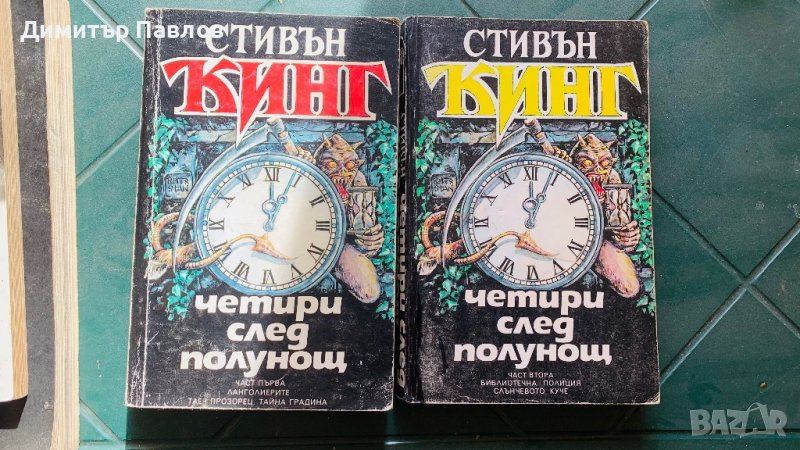 Димитър Павлов
СТИВЪН
КИНГ
четири
след
полунощ
ЧАСТ ПЪРВА
ЛАНГОЛИЕРИТЕ
ТАЕН ПРОЗОРЕЦ, ТАЙНА ГРАДИНА
СТИВЪН
КИНГ
четири
след
полунощ
ЧАСТ ВТОРА
БИБЛИОТЕЧНА ПОЛИЦИЯ
СЛЪНЧЕВОТО КУЧЕ
BAZAR